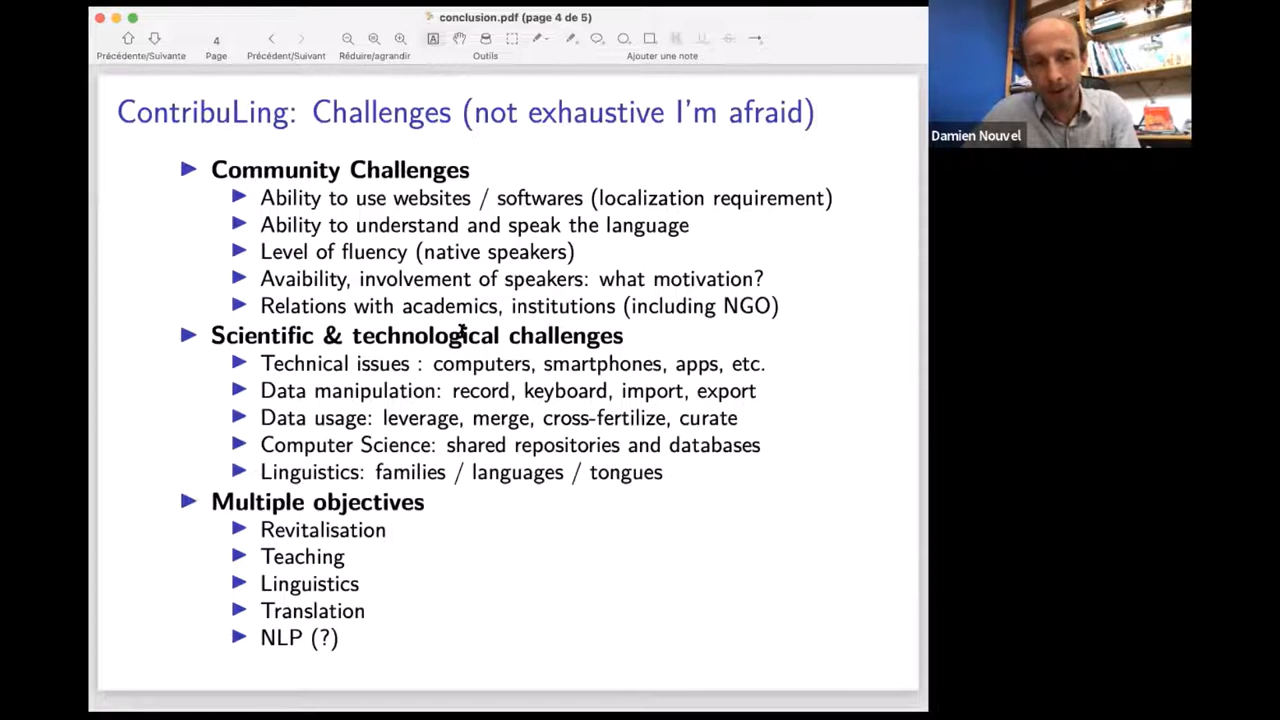 conclusion.pdf (page 4 de 5)
4
Précédente/Suivante
Page
Précédent/Suivant
Réduire/agrandir
Outils
Ajouter une note
ContribuLing: Challenges (not exhaustive I'm afraid)
Community Challenges
Ability to use websites / softwares (localization requirement)
Ability to understand and speak the language
Level of fluency (native speakers)
Avaibility, involvement of speakers: what motivation?
Relations with academics, institutions (including NGO)
Scientific & technological challenges
Technical issues : computers, smartphones, apps, etc.
Data manipulation: record, keyboard, import, export
Data usage: leverage, merge, cross-fertilize, curate
Computer Science: shared repositories and databases
Linguistics: families / languages / tongues
Multiple objectives
Revitalisation
Teaching
Linguistics
Translation
NLP (?)
Damien Nouvel